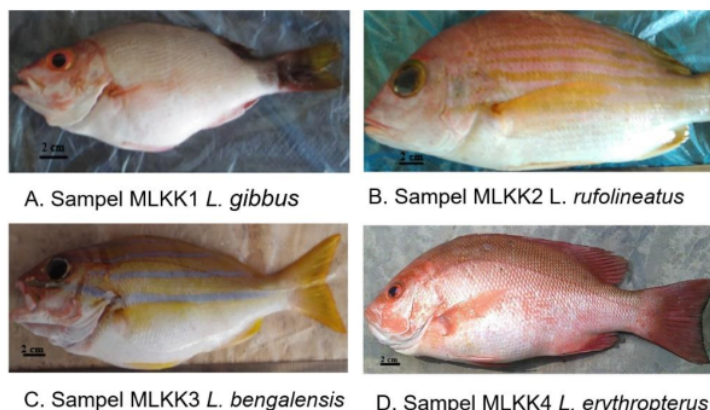 2 cm
2 cm
A. Sampel MLKK1 L. gibbus
B. Sampel MLKK2 L. rufolineatus
2 cm
2 cm
C. Sampel MLKK3 L. bengalensis
D. Sampel MLKK4 L. erythropterus